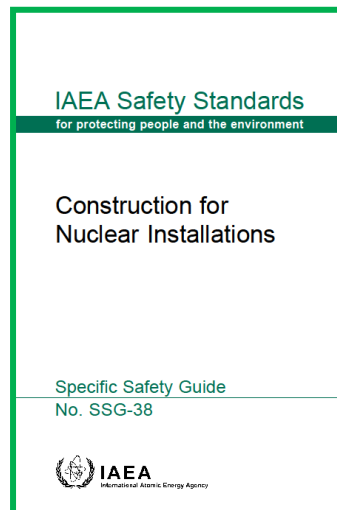 IAEA Safety Standards
for protecting people and the environment
Construction for
Nuclear Installations
Specific Safety Guide
No. SSG-38
IAEA
International Atomic Energy Agency